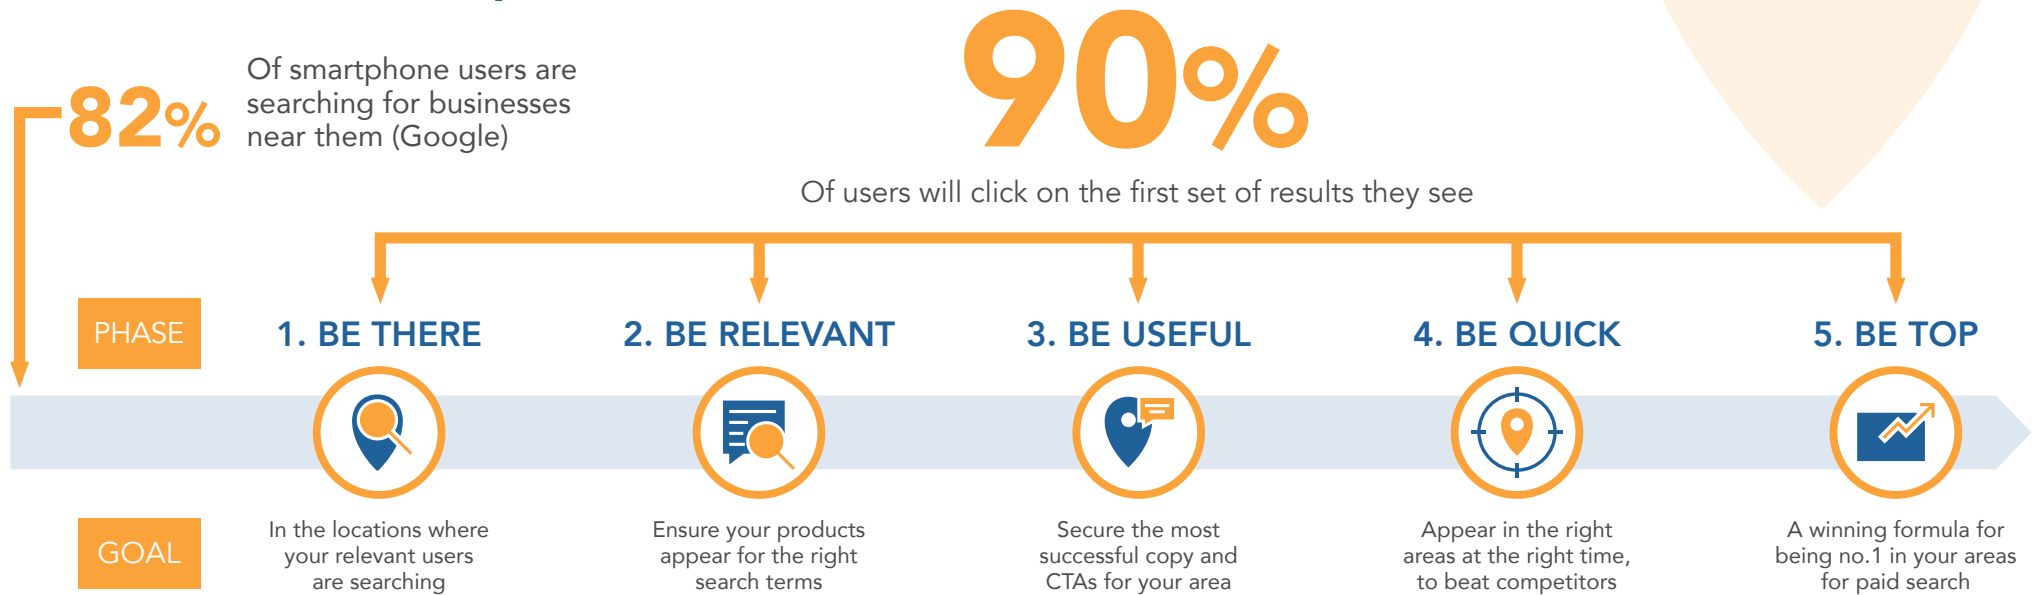 82%
Of smartphone users are
searching for businesses
near them (Google)
90%
Of users will click on the first set of results they see
PHASE
1. BE THERE
2. BE RELEVANT
3. BE USEFUL
4. BE QUICK
5. BE TOP
GOAL
In the locations where
your relevant users
are searching
Ensure your products
appear for the right
search terms
Secure the most
successful copy and
CTAs for your area
Appear in the right
areas at the right time,
to beat competitors
A winning formula for
being no.1 in your areas
for paid search